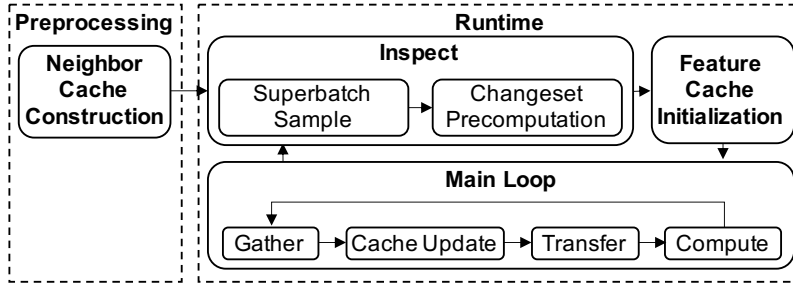 Preprocessing
Neighbor
Cache
Construction
Runtime
Inspect
Superbatch
Sample
Changeset
Precomputation
Feature
Cache
Initialization
Main Loop
Gather
Cache Update
Transfer
Compute